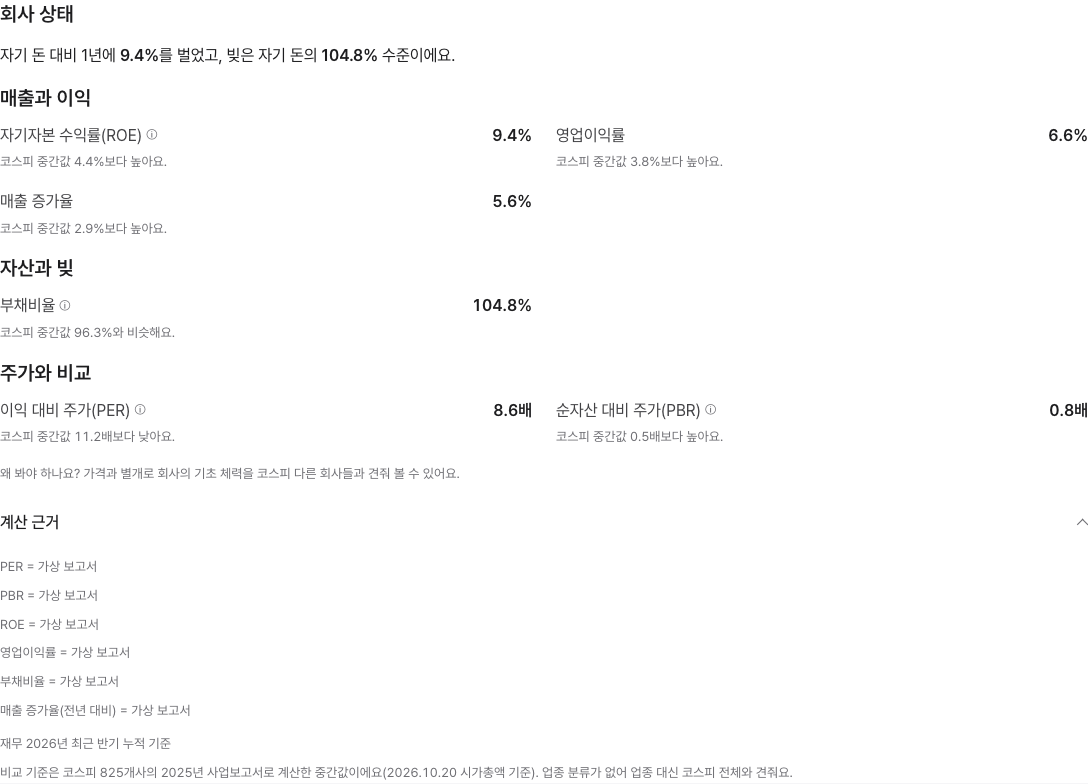 회사 상태
자기 돈 대비 1년에 9.4%를 벌었고, 빚은 자기 돈의 104.8% 수준이에요.
매출과 이익
자기자본 수익률(ROE) ⓘ 9.4%
코스피 중간값 4.4%보다 높아요.
영업이익률 6.6%
코스피 중간값 3.8%보다 높아요.
매출 증가율 5.6%
코스피 중간값 2.9%보다 높아요.
자산과 빚
부채비율 ⓘ 104.8%
코스피 중간값 96.3%와 비슷해요.
주가와 비교
이익 대비 주가(PER) ⓘ 8.6배
코스피 중간값 11.2배보다 낮아요.
순자산 대비 주가(PBR) ⓘ 0.8배
코스피 중간값 0.5배보다 높아요.
왜 봐야 하나요? 가격과 별개로 회사의 기초 체력을 코스피 다른 회사들과 견줘 볼 수 있어요.
계산 근거
PER = 가상 보고서
PBR = 가상 보고서
ROE = 가상 보고서
영업이익률 = 가상 보고서
부채비율 = 가상 보고서
매출 증가율(전년 대비) = 가상 보고서
재무 2026년 최근 반기 누적 기준
비교 기준은 코스피 825개사의 2025년 사업보고서로 계산한 중간값이에요(2026.10.20 시가총액 기준). 업종 분류가 없어 업종 대신 코스피 전체와 견줘요.